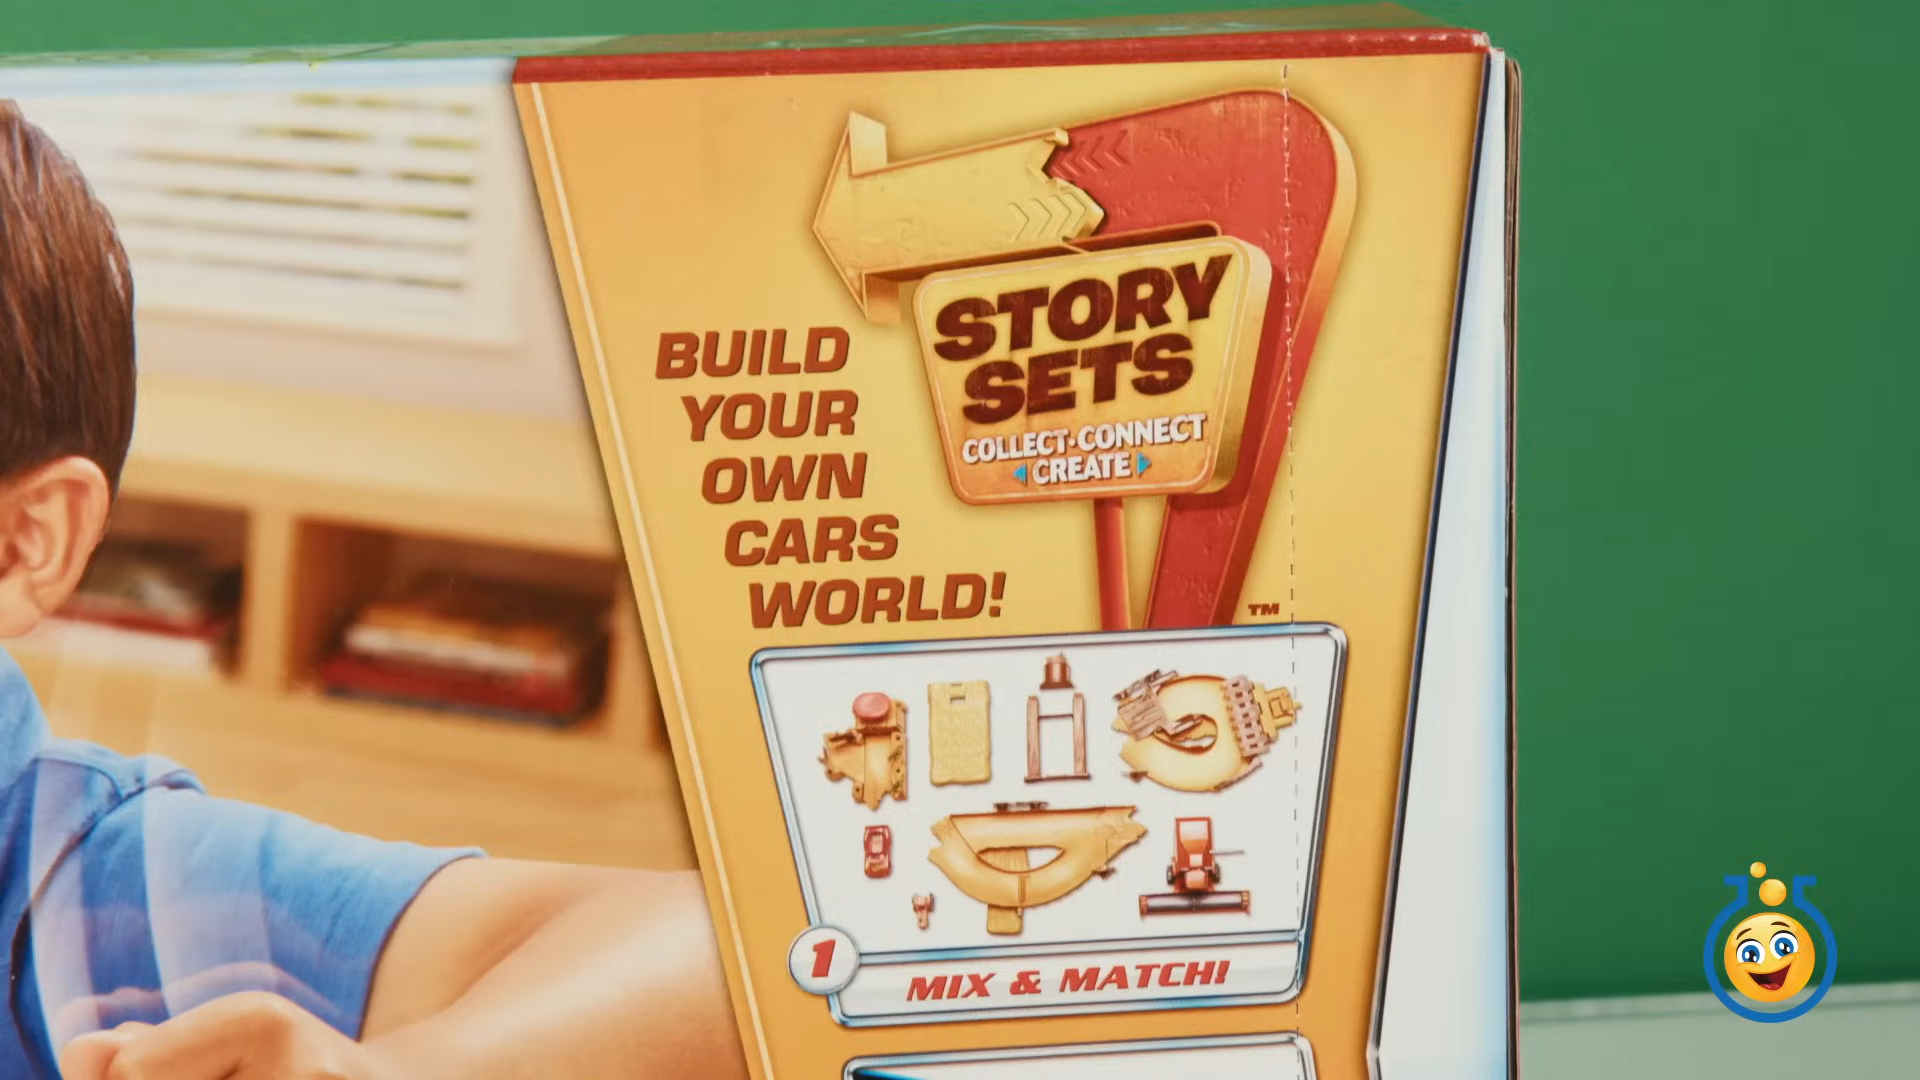 STORY
SETS
COLLECT·CONNECT
CREATE
BUILD
YOUR
OWN
CARS
WORLD!
TM
1
MIX & MATCH!